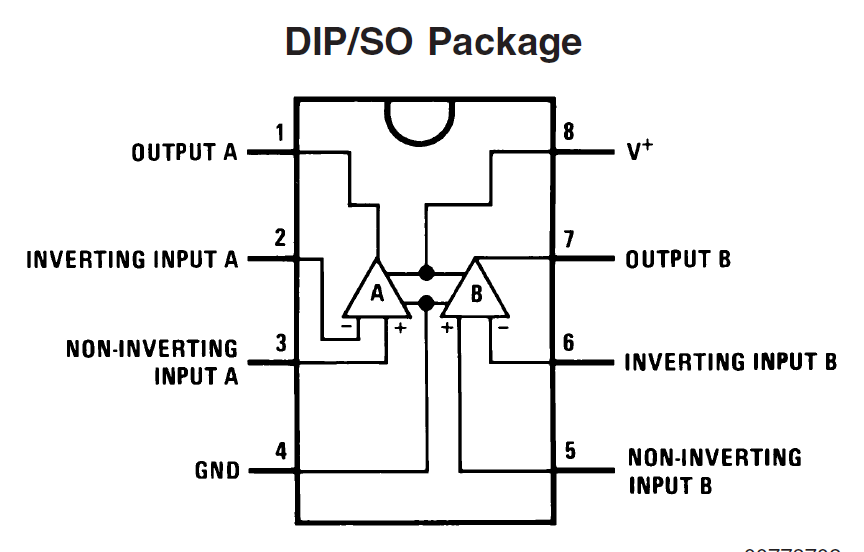 DIP/SO Package
1
OUTPUT A
8
V+
2
INVERTING INPUT A
7
OUTPUT B
A
B
− +
+ −
3
NON-INVERTING
INPUT A
6
INVERTING INPUT B
4
GND
5
NON-INVERTING
INPUT B